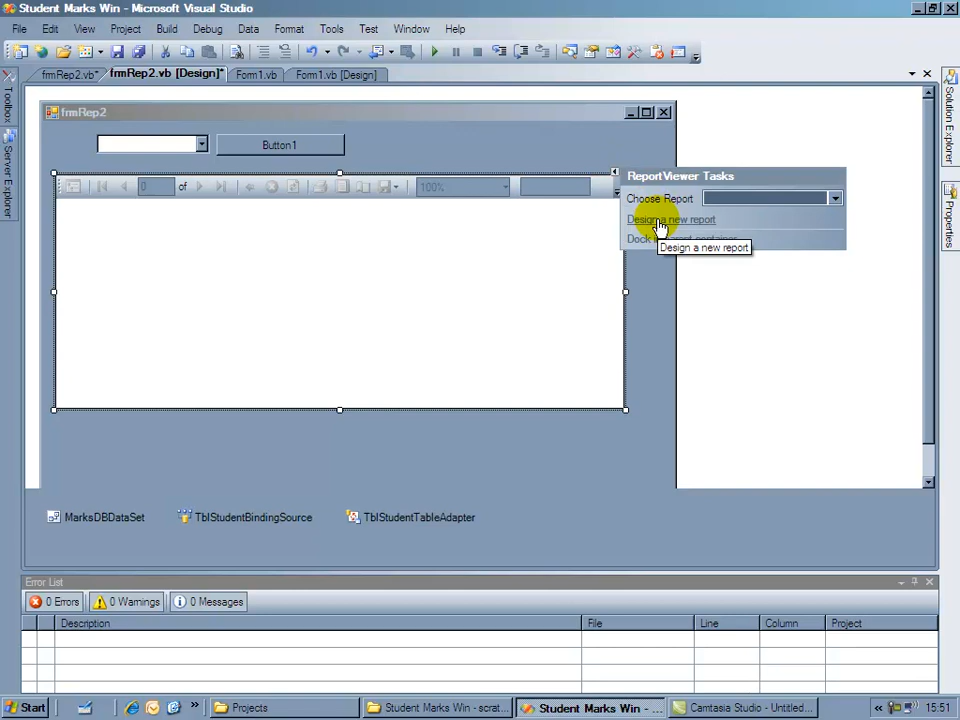 Student Marks Win - Microsoft Visual Studio
File Edit View Project Build Debug Data Format Tools Test Window Help
frmRep2.vb* frmRep2.vb [Design]* Form1.vb Form1.vb [Design]
Toolbox
Server Explorer
Solution Explorer
Properties
frmRep2
Button1
0 of 100%
ReportViewer Tasks
Choose Report
Design a new report
Dock in parent container
Design a new report
MarksDBDataSet TblStudentBindingSource TblStudentTableAdapter
Error List
0 Errors 0 Warnings 0 Messages
Description File Line Column Project
Start Projects Student Marks Win - scrat... Student Marks Win - ... Camtasia Studio - Untitled... 15:51